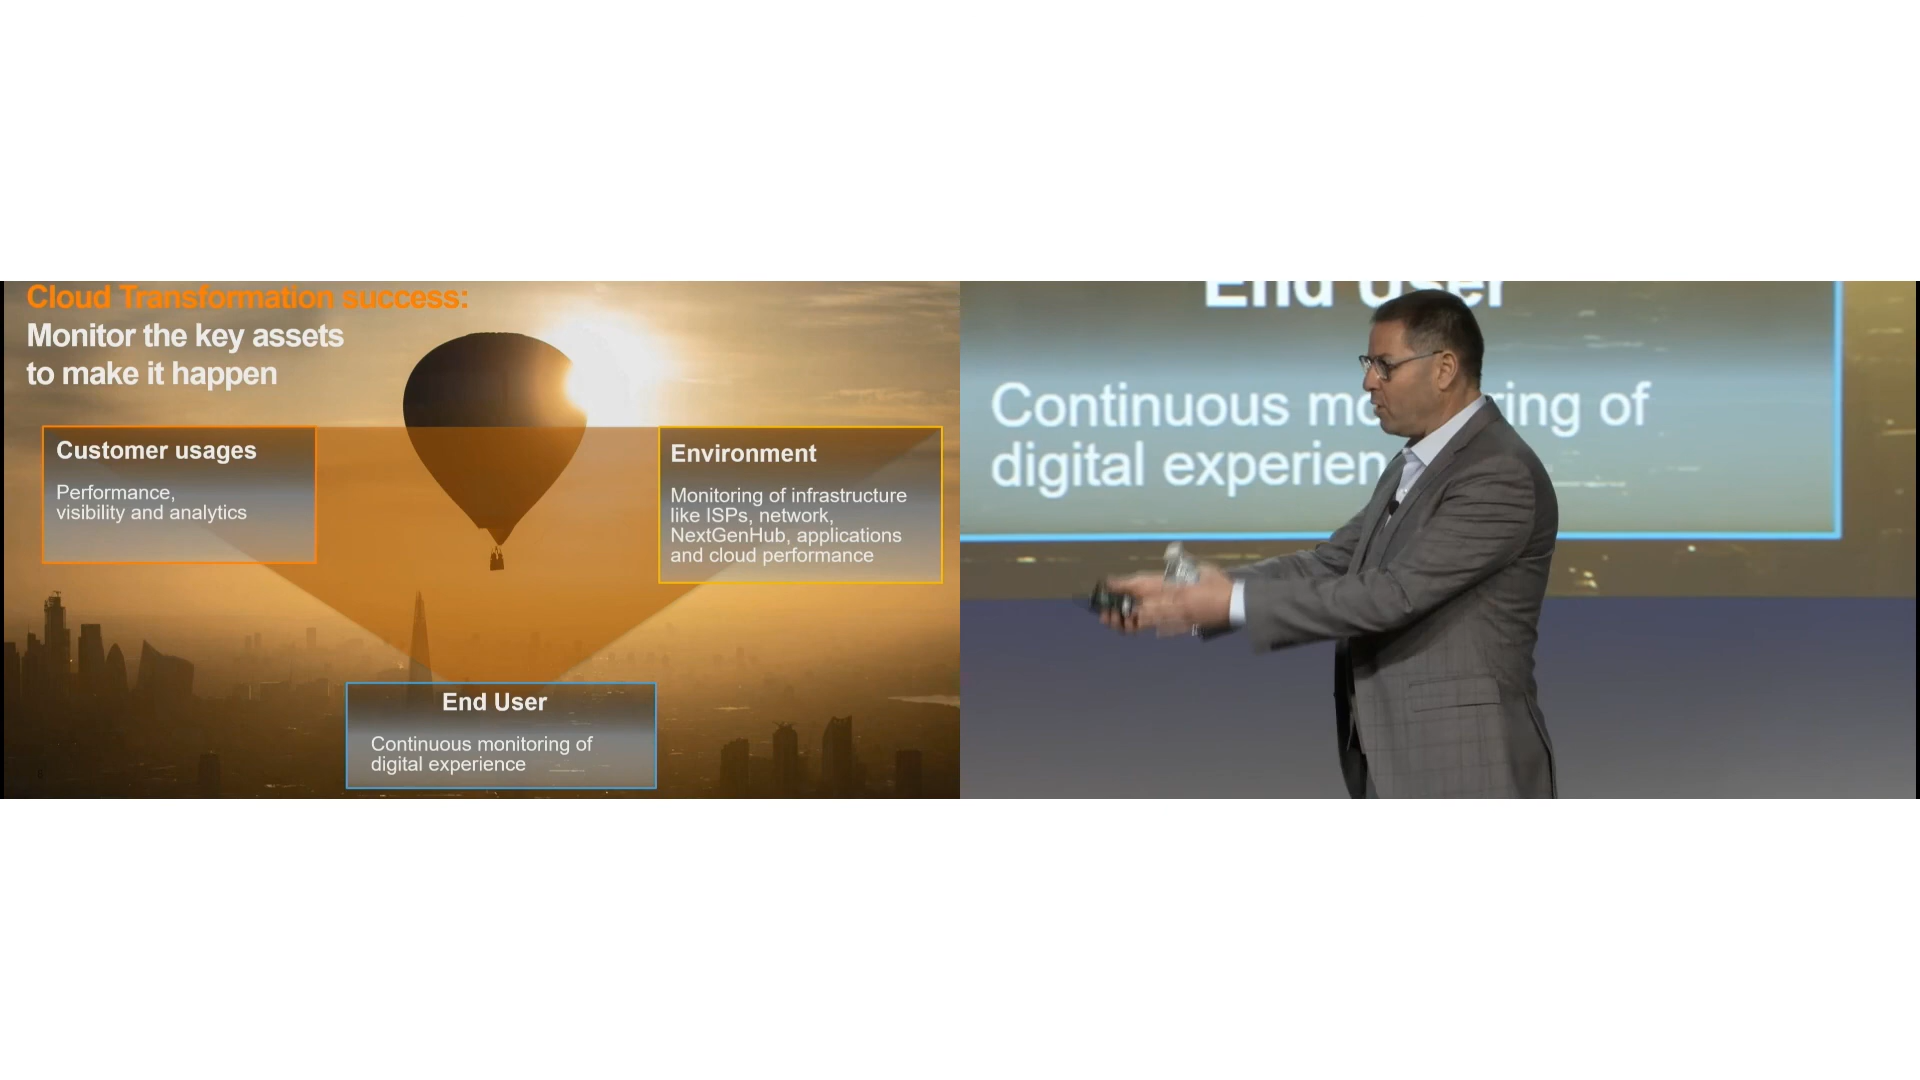 Cloud Transformation success:
Monitor the key assets
to make it happen
Customer usages
Performance,
visibility and analytics
Environment
Monitoring of infrastructure
like ISPs, network,
NextGenHub, applications
and cloud performance
End User
Continuous monitoring of
digital experience
End User
Continuous mo ring of
digital experien